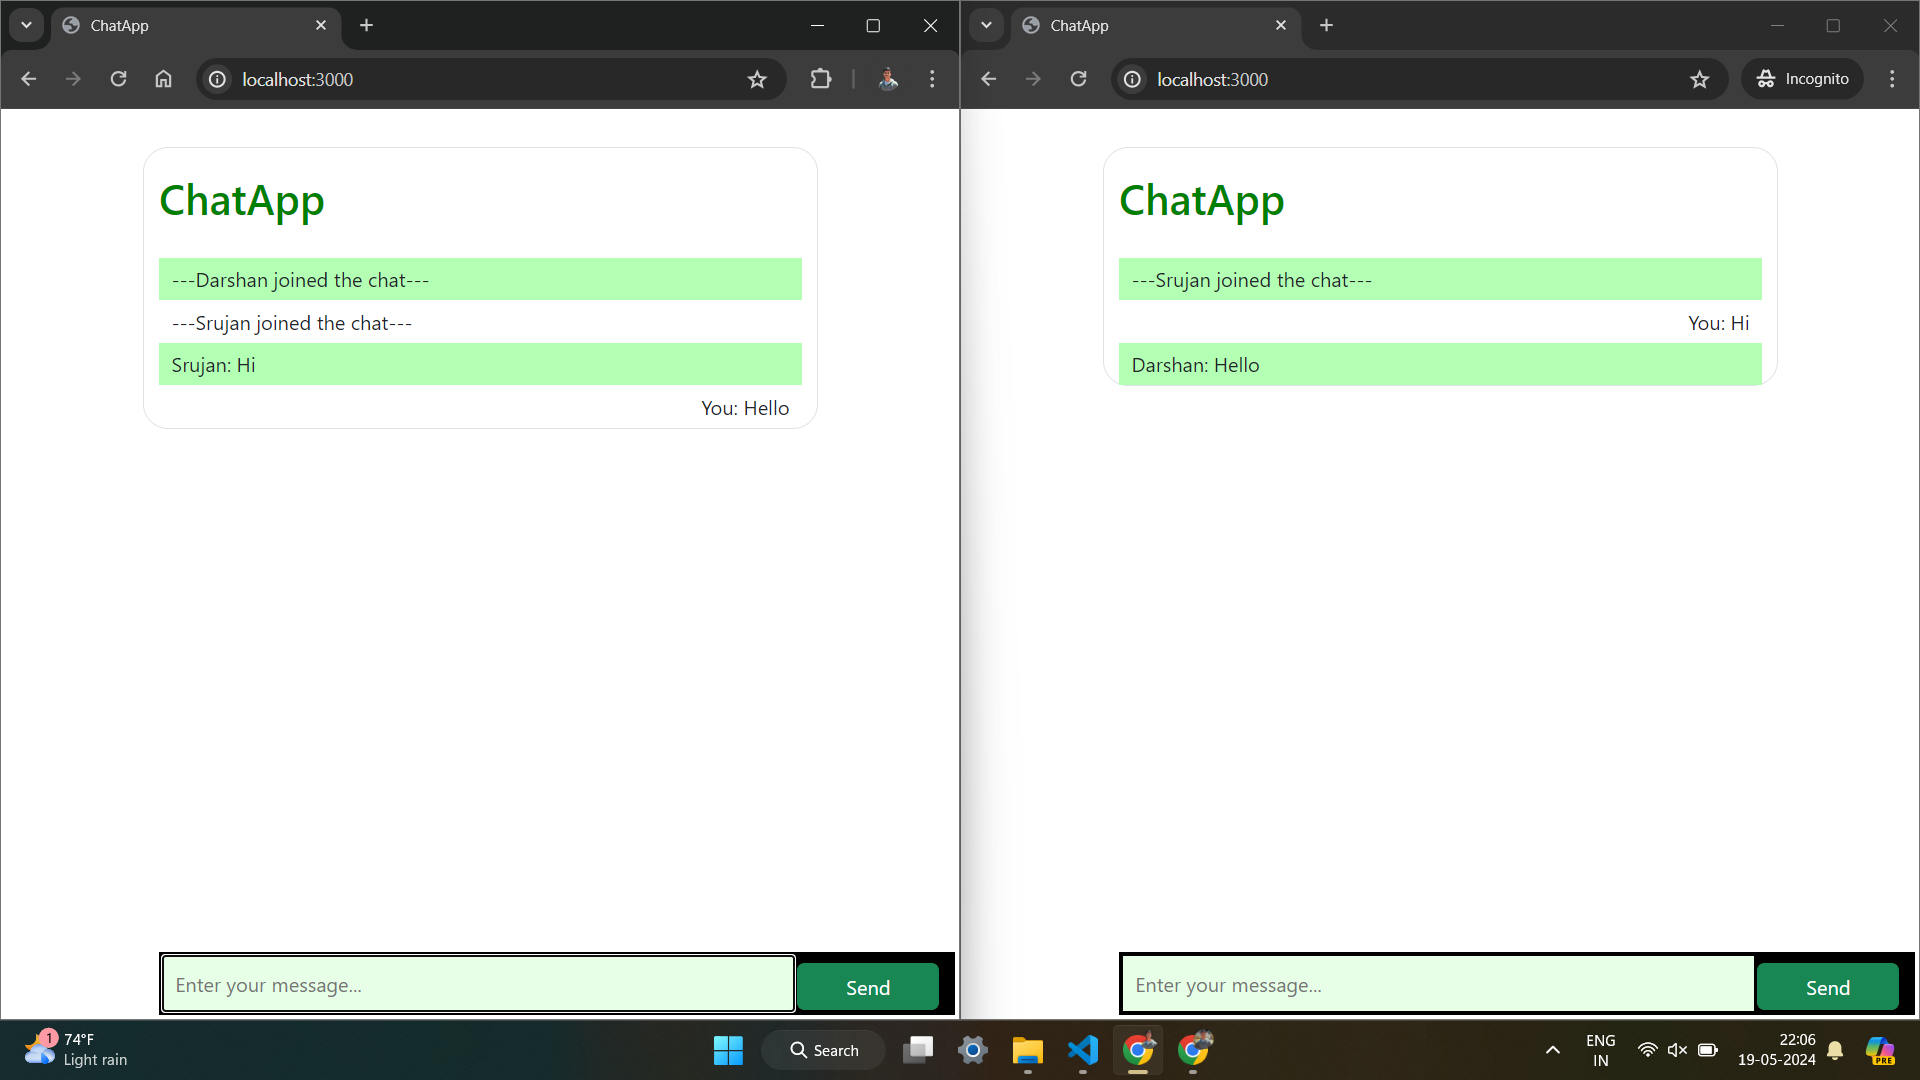 ChatApp
localhost:3000
ChatApp
---Darshan joined the chat---
---Srujan joined the chat---
Srujan: Hi
You: Hello
Enter your message...
Send
ChatApp
localhost:3000
Incognito
ChatApp
---Srujan joined the chat---
You: Hi
Darshan: Hello
Enter your message...
Send
1
74°F
Light rain
Search
ENG
IN
22:06
19-05-2024
PRE